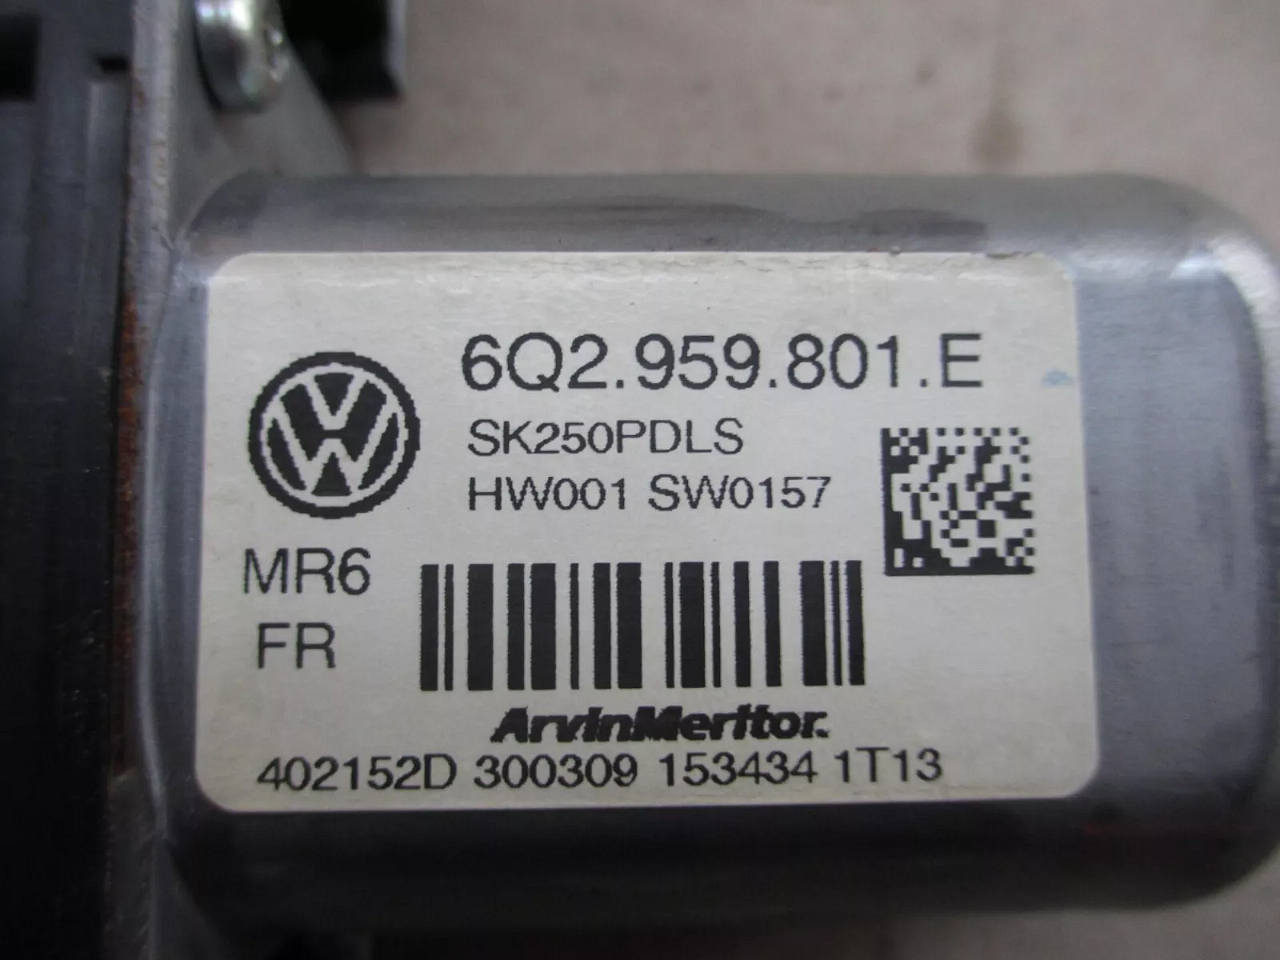 6Q2.959.801.E
SK250PDLS
HW001 SW0157
MR6
FR
ArvinMeritor.
402152D 300309 153434 1T13